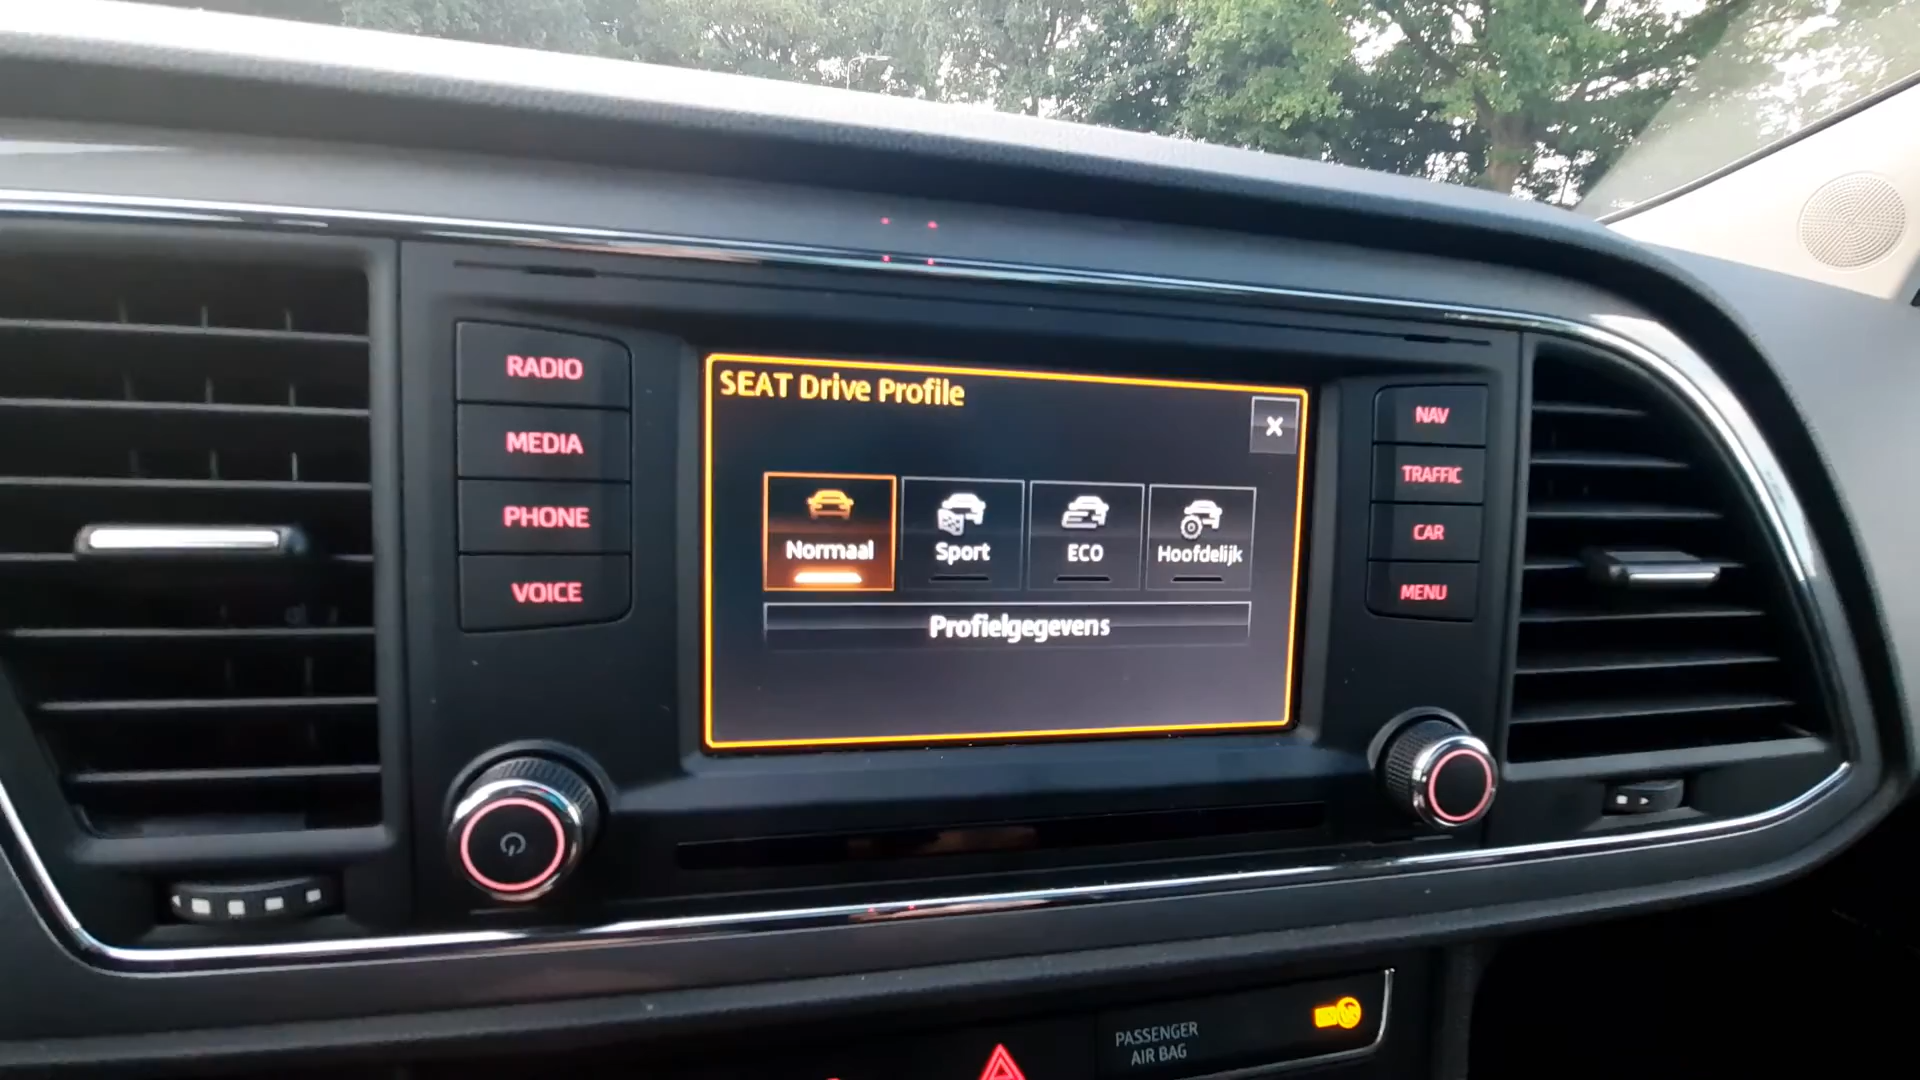 RADIO
MEDIA
PHONE
VOICE
SEAT Drive Profile
X
Normaal
Sport
ECO
Hoofdelijk
Profielgegevens
NAV
TRAFFIC
CAR
MENU
PASSENGER
AIR BAG